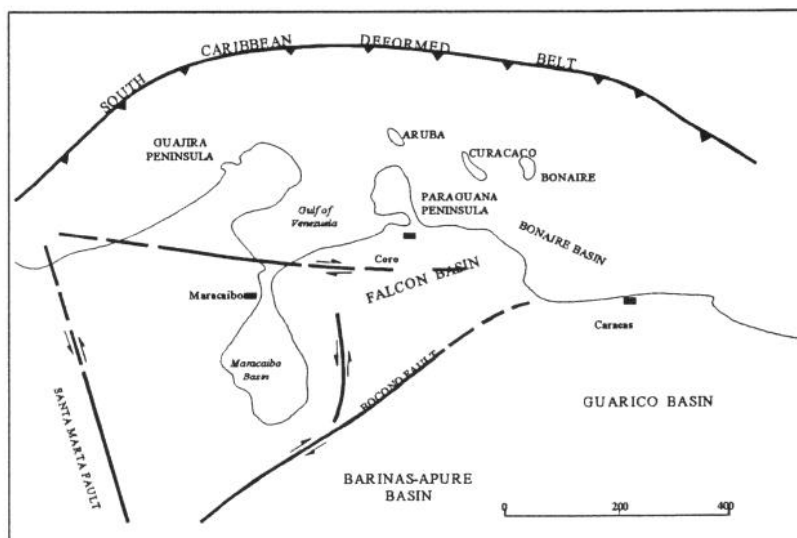 SOUTH CARIBBEAN DEFORMED BELT
GUAJIRA
PENINSULA
ARUBA
CURACACO
BONAIRE
PARAGUANA
PENINSULA
Gulf of
Venezuela
BONAIRE BASIN
Coro
FALCON BASIN
Maracaibo
Caracas
Maracaibo
Basin
BOCONO FAULT
SANTA MARTA FAULT
GUARICO BASIN
BARINAS-APURE
BASIN
0 200 400